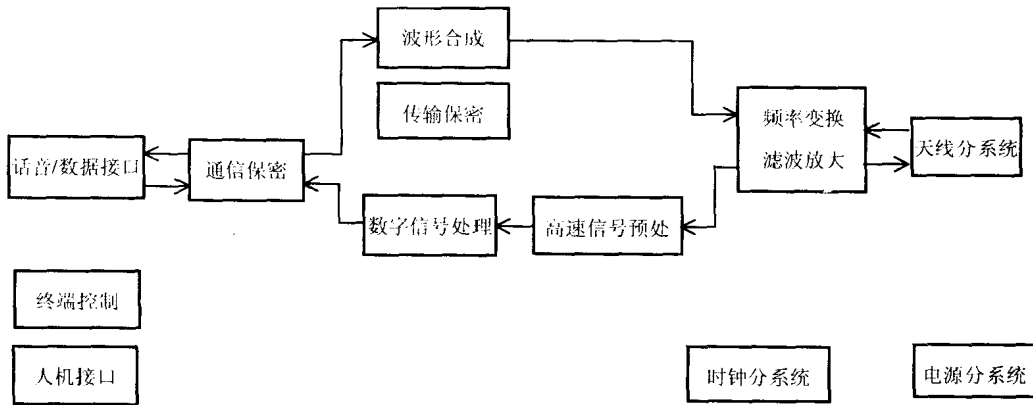 波形合成
传输保密
频率变换
滤波放大
天线分系统
话音/数据接口
通信保密
数字信号处理
高速信号预处
终端控制
人机接口
时钟分系统
电源分系统